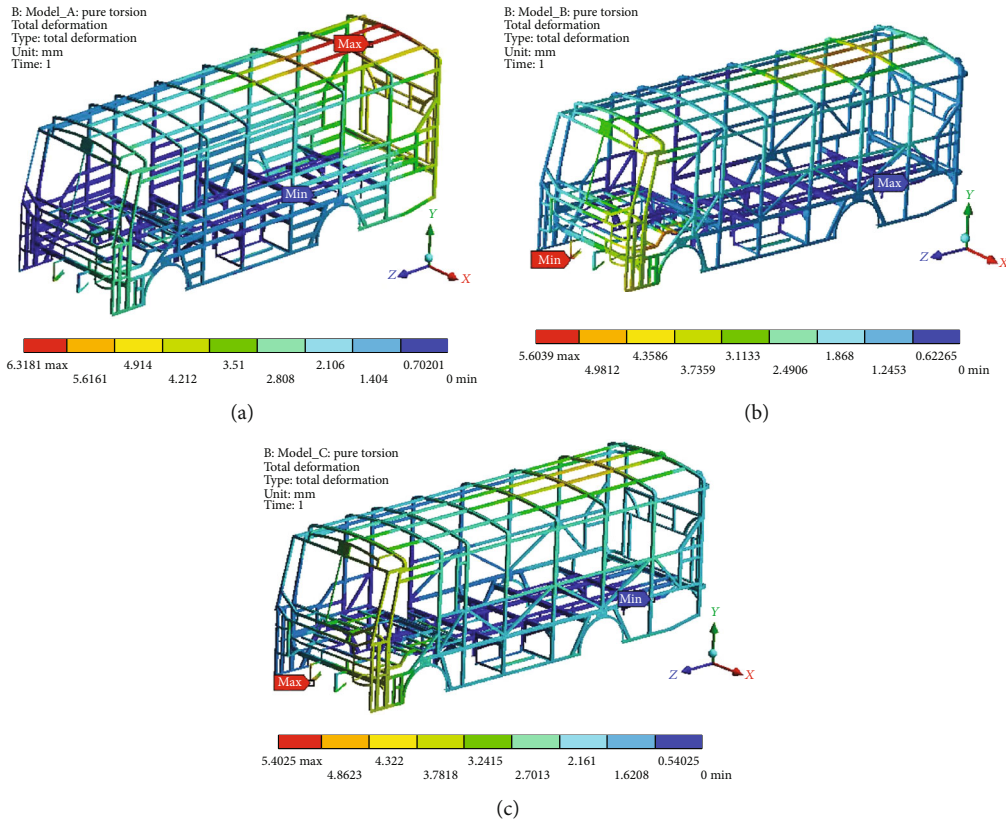 B: Model_A: pure torsion
Total deformation
Type: total deformation
Unit: mm
Time: 1
Max
Min
Y
Z
X
6.3181 max 4.914 3.51 2.106 0.70201
5.6161 4.212 2.808 1.404 0 min
(a)
B: Model_B: pure torsion
Total deformation
Type: total deformation
Unit: mm
Time: 1
Max
Min
Y
Z
X
5.6039 max 4.3586 3.1133 1.868 0.62265
4.9812 3.7359 2.4906 1.2453 0 min
(b)
B: Model_C: pure torsion
Total deformation
Type: total deformation
Unit: mm
Time: 1
Min
Max
Y
Z
X
5.4025 max 4.322 3.2415 2.161 0.54025
4.8623 3.7818 2.7013 1.6208 0 min
(c)